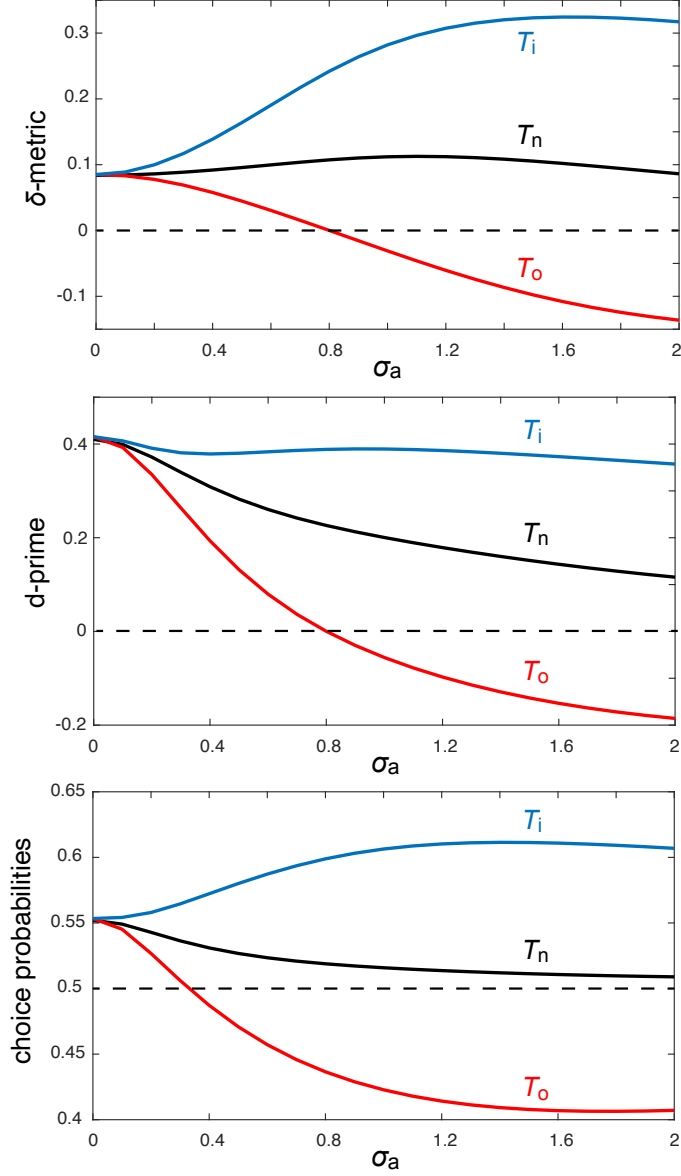 0.3
T_i
0.2
δ-metric
T_n
0.1
0
T_o
-0.1
0 0.4 0.8 1.2 1.6 2
σ_a
0.4
T_i
d-prime
T_n
0.2
0
T_o
-0.2
0 0.4 0.8 1.2 1.6 2
σ_a
0.65
T_i
0.6
choice probabilities
0.55
T_n
0.5
0.45
T_o
0.4
0 0.4 0.8 1.2 1.6 2
σ_a